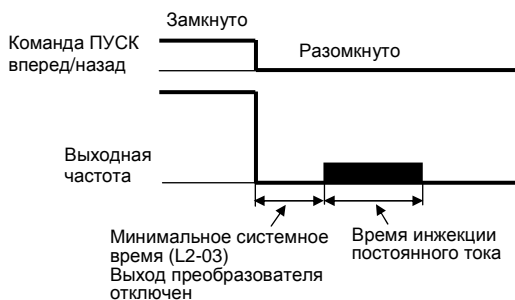 Замкнуто
Команда ПУСК
вперед/назад
Разомкнуто
Выходная
частота
Минимальное системное
время (L2-03)
Выход преобразователя
отключен
Время инжекции
постоянного тока